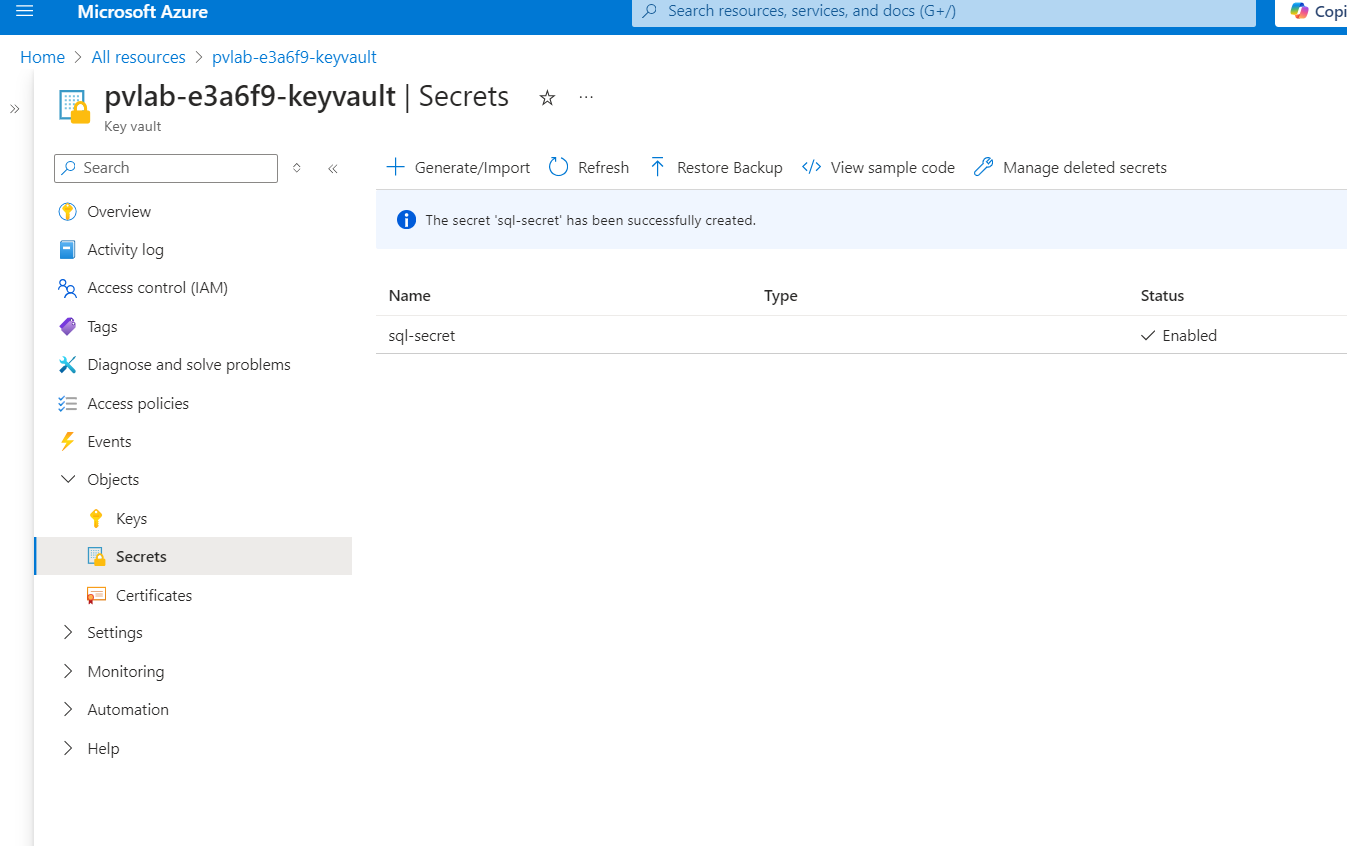 Microsoft Azure
Search resources, services, and docs (G+/)
Copi
Home > All resources > pvlab-e3a6f9-keyvault
pvlab-e3a6f9-keyvault | Secrets
Key vault
Search
Generate/Import Refresh Restore Backup View sample code Manage deleted secrets
The secret 'sql-secret' has been successfully created.
Name Type Status
sql-secret Enabled
Overview
Activity log
Access control (IAM)
Tags
Diagnose and solve problems
Access policies
Events
Objects
Keys
Secrets
Certificates
Settings
Monitoring
Automation
Help